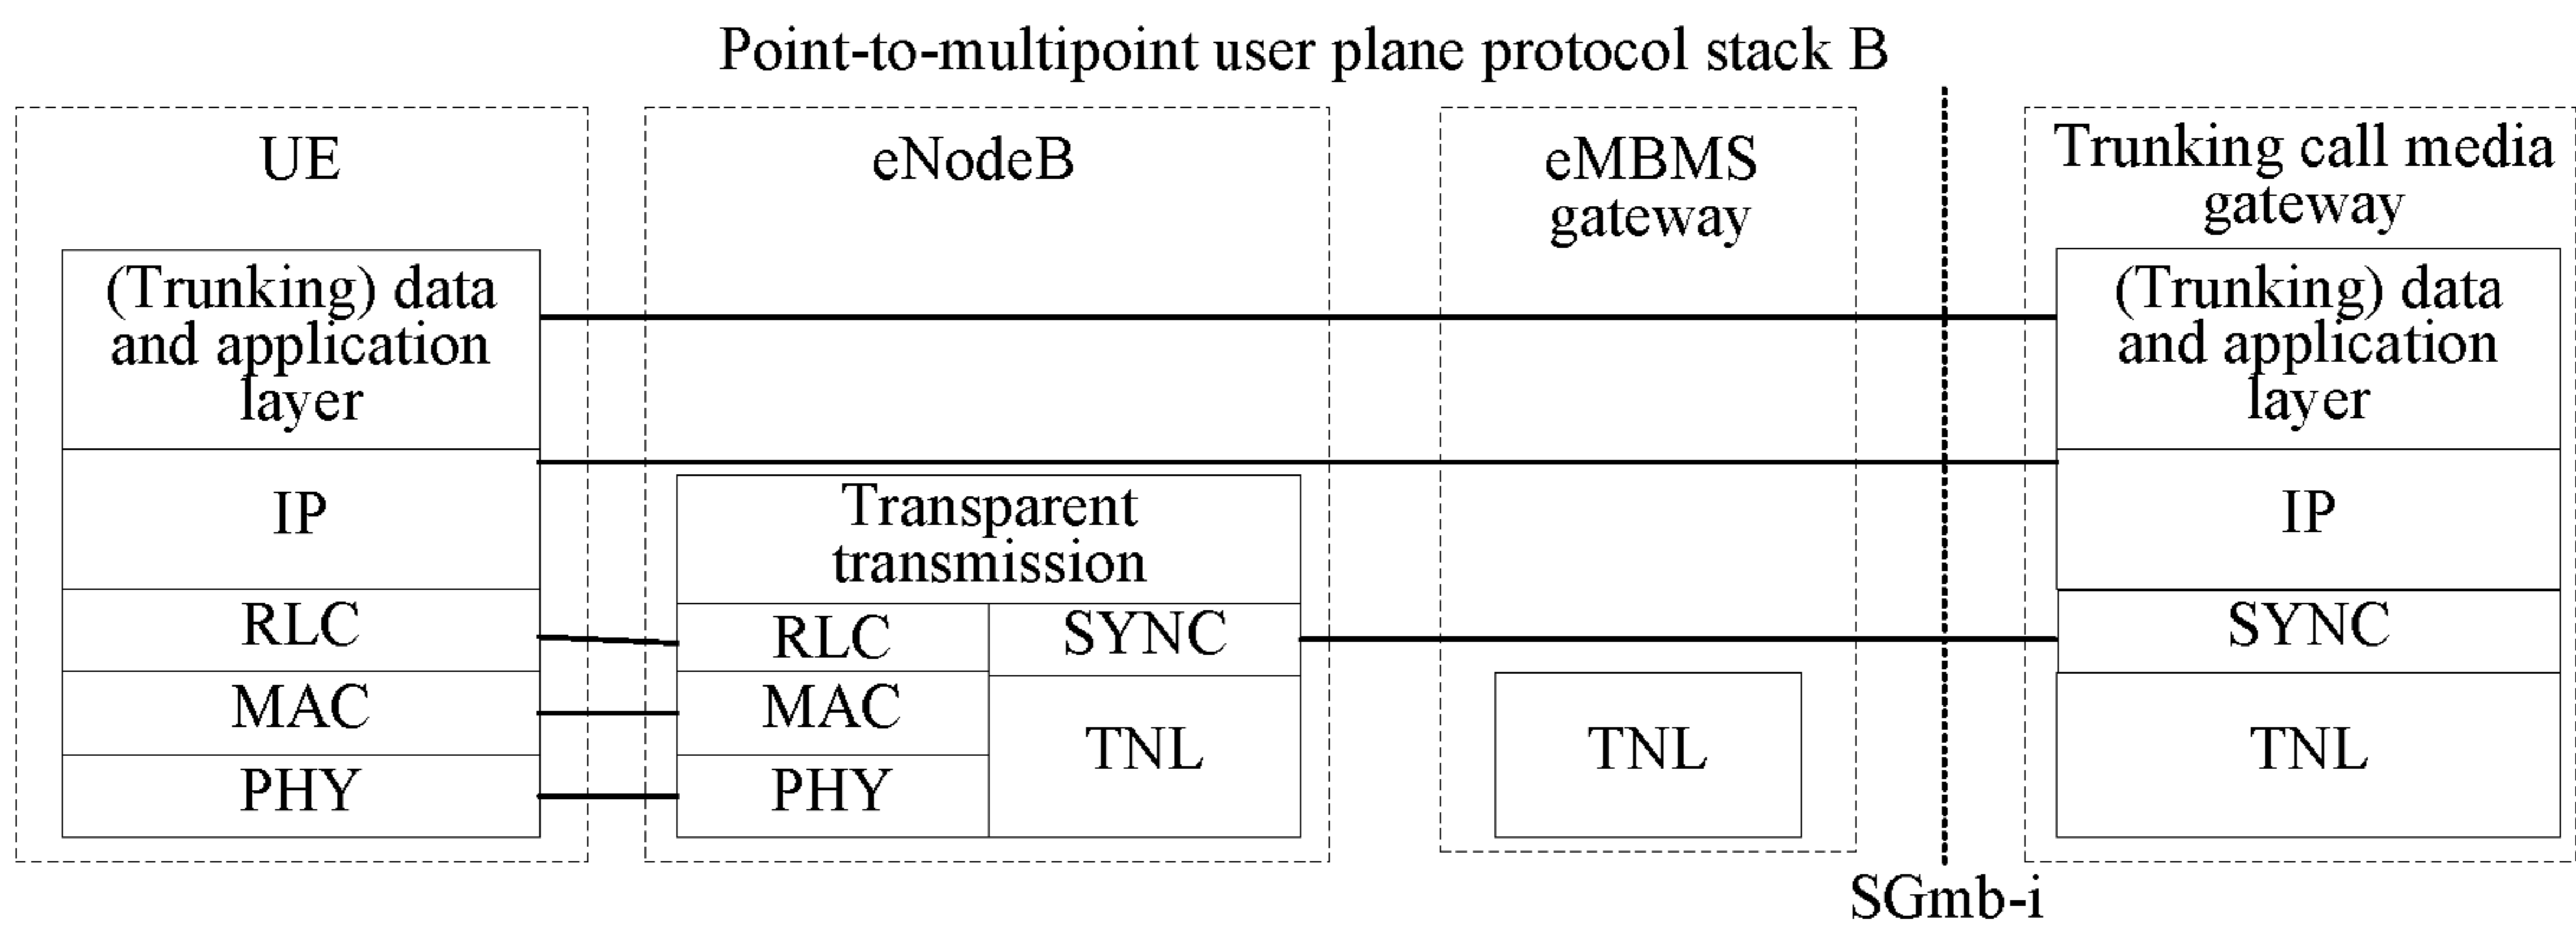 Point-to-multipoint user plane protocol stack B
UE
(Trunking) data
and application
layer
IP
RLC
MAC
PHY
eNodeB
Transparent
transmission
RLC
SYNC
MAC
PHY
TNL
eMBMS
gateway
TNL
Trunking call media
gateway
(Trunking) data
and application
layer
IP
SYNC
TNL
SGmb-i